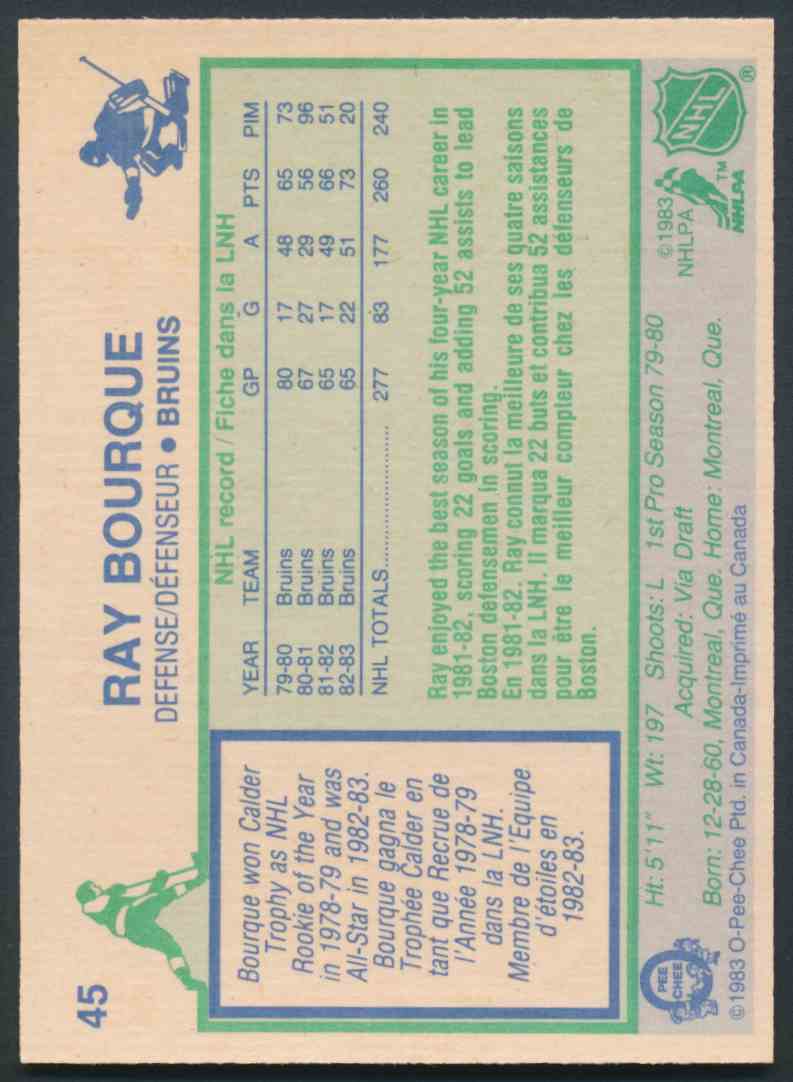 45
RAY BOURQUE
DEFENSE/DÉFENSEUR • BRUINS
Bourque won Calder
Trophy as NHL
Rookie of the Year
in 1978-79 and was
All-Star in 1982-83.
Bourque gagna le
Trophée Calder en
tant que Recrue de
l'Année 1978-79
dans la LNH.
Membre de l'Equipe
d'étoiles en
1982-83.
NHL record / Fiche dans la LNH
YEAR TEAM GP G A PTS PIM
79-80 Bruins 80 17 48 65 73
80-81 Bruins 67 27 29 56 96
81-82 Bruins 65 17 49 66 51
82-83 Bruins 65 22 51 73 20
NHL TOTALS.................... 277 83 177 260 240
Ray enjoyed the best season of his four-year NHL career in
1981-82, scoring 22 goals and adding 52 assists to lead
Boston defensemen in scoring.
En 1981-82. Ray connut la meilleure de ses quatre saisons
dans la LNH. Il marqua 22 buts et contribua 52 assistances
pour être le meilleur compteur chez les défenseurs de
Boston.
Ht: 5'11" Wt: 197 Shoots: L 1st Pro Season 79-80
Acquired: Via Draft
Born: 12-28-60, Montreal, Que. Home: Montreal, Que.
©1983 O-Pee-Chee Ptd. in Canada-Imprimé au Canada
O
PEE
CHEE
©1983
NHLPA
NHLPA
TM
NHL
®